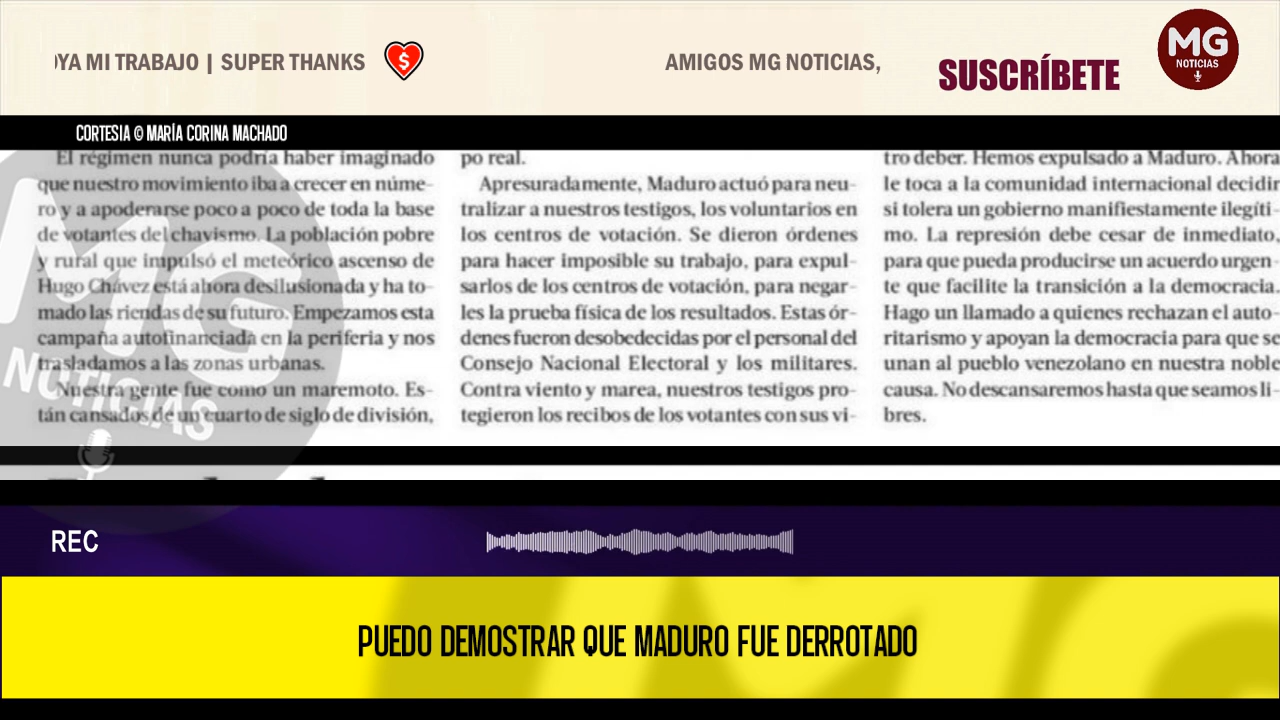 OYA MI TRABAJO | SUPER THANKS
AMIGOS MG NOTICIAS,
SUSCRÍBETE
MG
NOTICIAS
CORTESIA © MARÍA CORINA MACHADO
El régimen nunca podría haber imaginado
que nuestro movimiento iba a crecer en núme-
ro y a apoderarse poco a poco de toda la base
de votantes del chavismo. La población pobre
y rural que impulsó el meteórico ascenso de
Hugo Chávez está ahora desilusionada y ha to-
mado las riendas de su futuro. Empezamos esta
campaña autofinanciada en la periferia y nos
trasladamos a las zonas urbanas.
Nuestra gente fue como un maremoto. Es-
tán cansados de un cuarto de siglo de división,
po real.
Apresuradamente, Maduro actuó para neu-
tralizar a nuestros testigos, los voluntarios en
los centros de votación. Se dieron órdenes
para hacer imposible su trabajo, para expul-
sarlos de los centros de votación, para negar-
les la prueba física de los resultados. Estas ór-
denes fueron desobedecidas por el personal del
Consejo Nacional Electoral y los militares.
Contra viento y marea, nuestros testigos pro-
tegieron los recibos de los votantes con sus vi-
tro deber. Hemos expulsado a Maduro. Ahora
le toca a la comunidad internacional decidir
si tolera un gobierno manifiestamente ilegíti-
mo. La represión debe cesar de inmediato,
para que pueda producirse un acuerdo urgen-
te que facilite la transición a la democracia.
Hago un llamado a quienes rechazan el auto-
ritarismo y apoyan la democracia para que se
unan al pueblo venezolano en nuestra noble
causa. No descansaremos hasta que seamos li-
bres.
MG
NOTICIAS
REC
PUEDO DEMOSTRAR QUE MADURO FUE DERROTADO